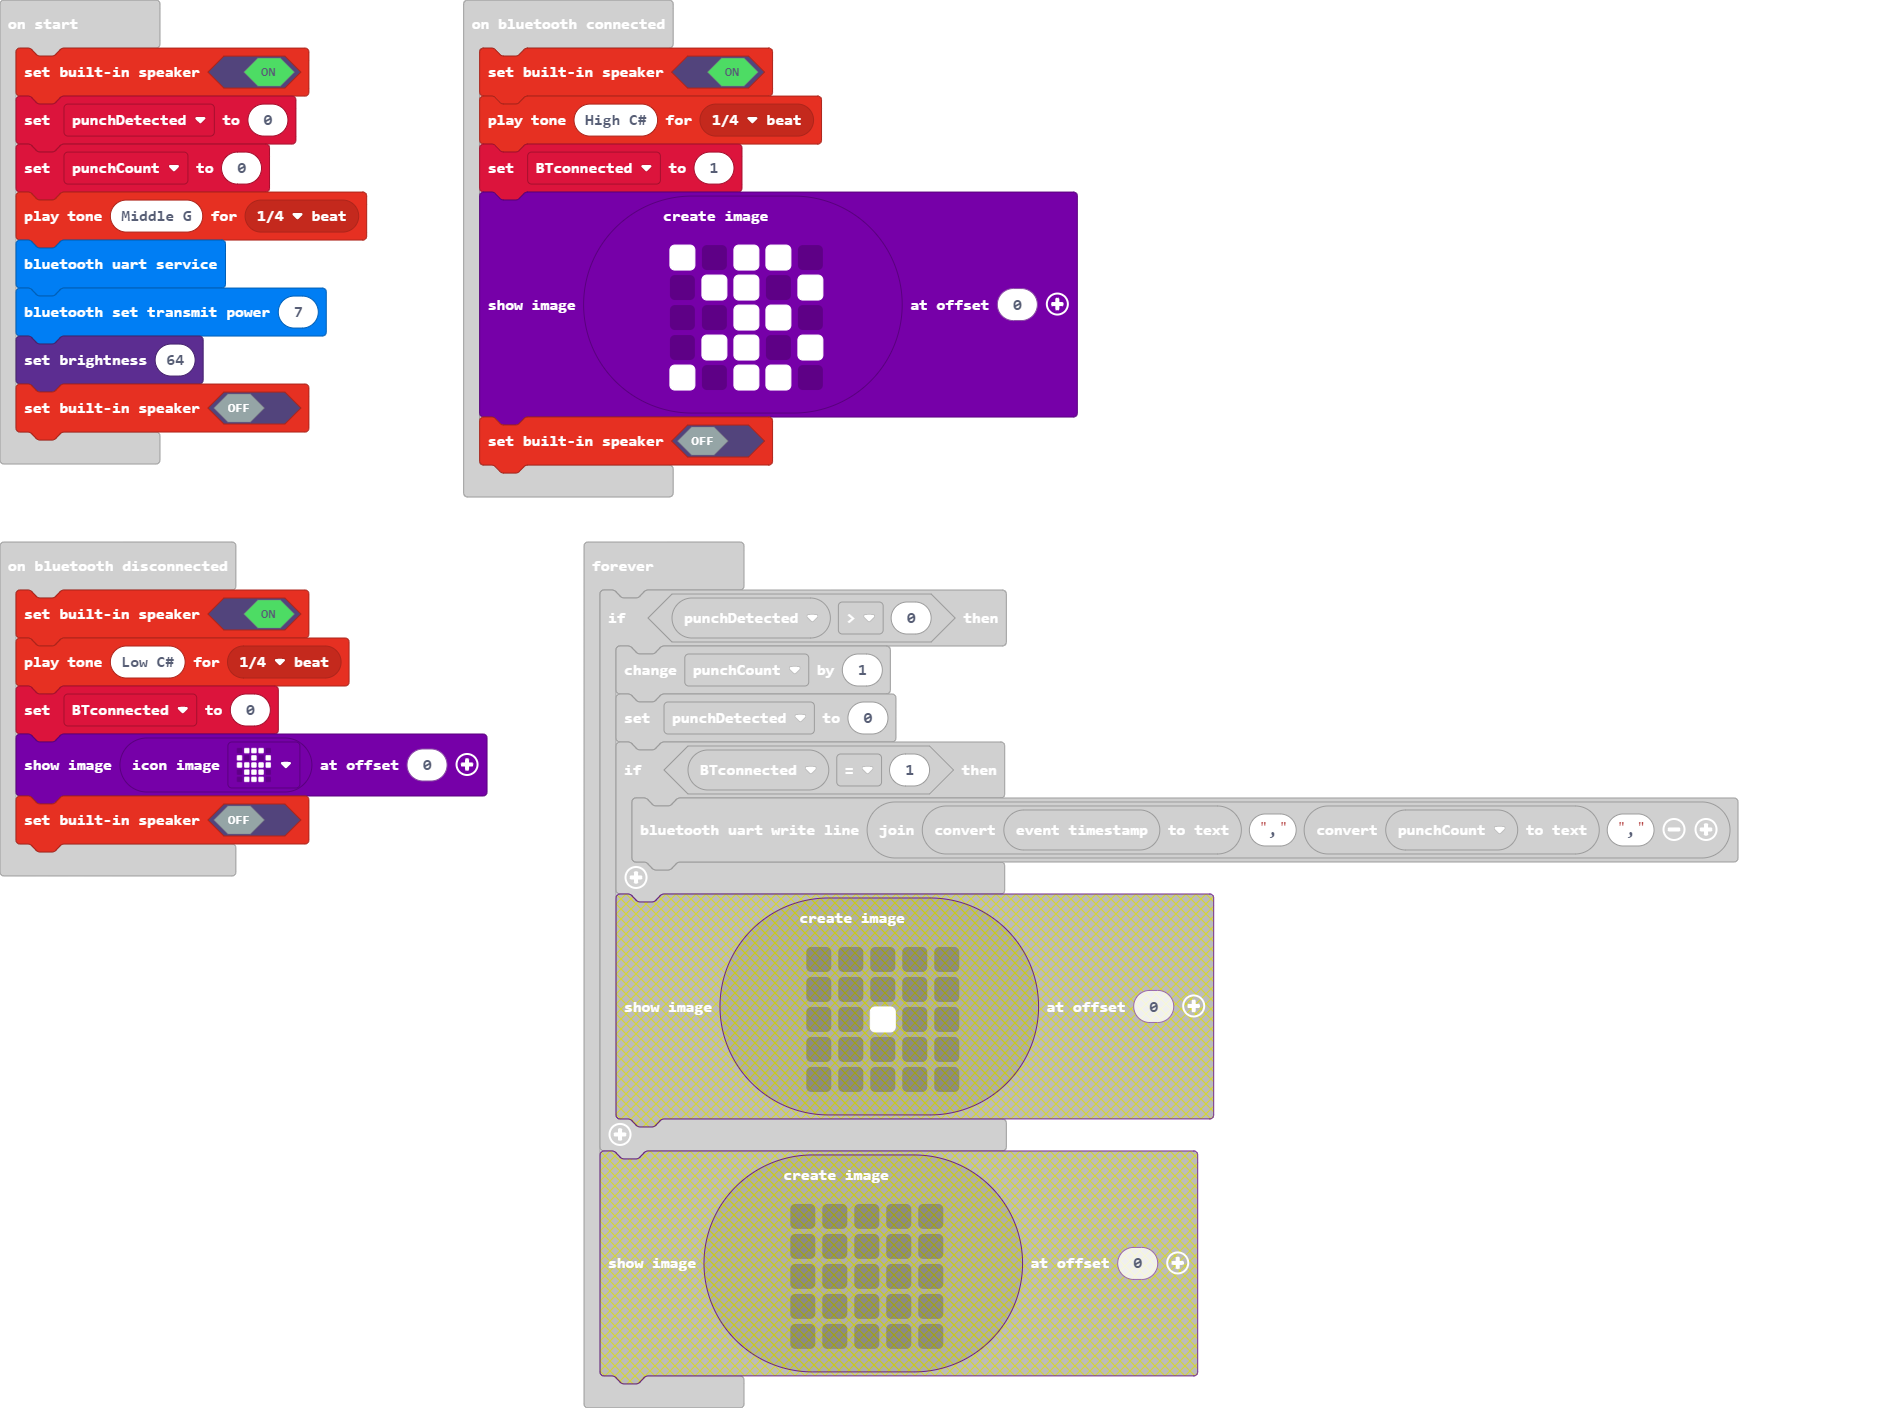 on start
set built-in speaker ON
set punchDetected to 0
set punchCount to 0
play tone Middle G for 1/4 beat
bluetooth uart service
bluetooth set transmit power 7
set brightness 64
set built-in speaker OFF
on bluetooth connected
set built-in speaker ON
play tone High C# for 1/4 beat
set BTconnected to 1
create image
show image at offset 0
set built-in speaker OFF
on bluetooth disconnected
set built-in speaker ON
play tone Low C# for 1/4 beat
set BTconnected to 0
show image icon image at offset 0
set built-in speaker OFF
forever
if punchDetected > 0 then
change punchCount by 1
set punchDetected to 0
if BTconnected = 1 then
bluetooth uart write line join convert event timestamp to text "," convert punchCount to text ","
create image
show image at offset 0
create image
show image at offset 0